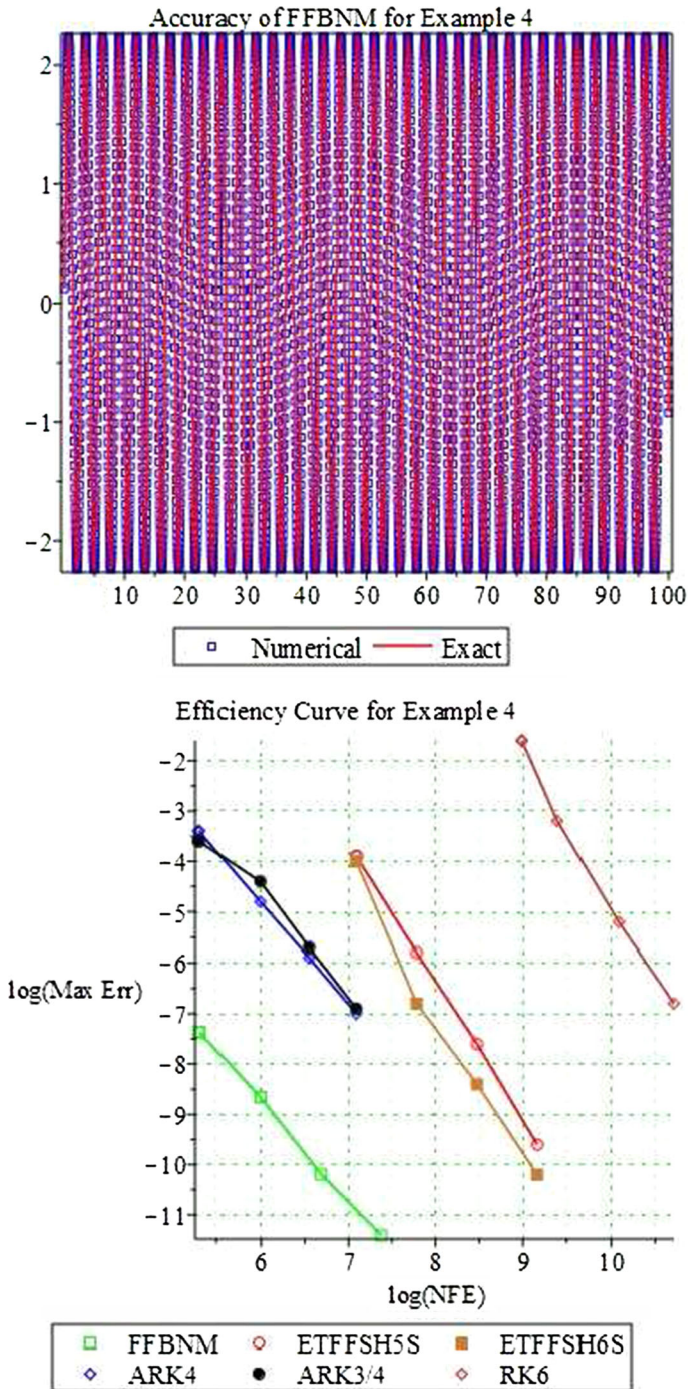 Accuracy of FFBNM for Example 4
2
1
0
−1
−2
10 20 30 40 50 60 70 80 90 100
Numerical Exact
Efficiency Curve for Example 4
−2
−3
−4
−5
−6
log(Max Err)
−7
−8
−9
−10
−11
6 7 8 9 10
log(NFE)
FFBNM ETFFSH5S ETFFSH6S
ARK4 ARK3/4 RK6